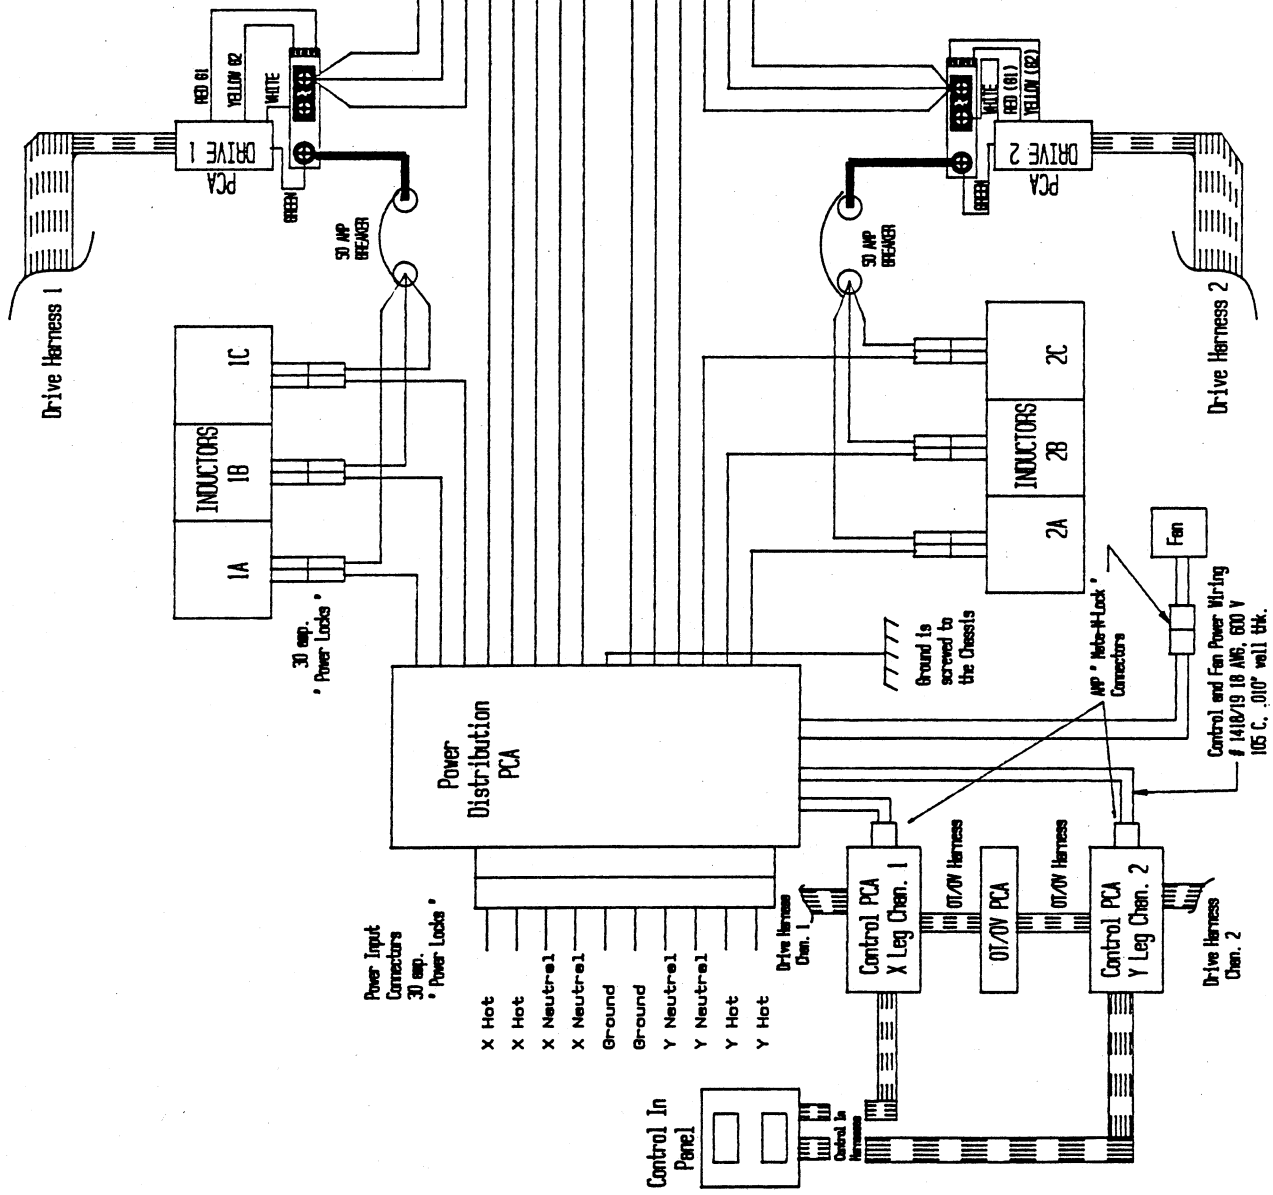 RED G1
YELLOW G2
WHITE
DRIVE 1
PCA
GREEN
50 AMP
BREAKER
Drive Harness 1
1C
INDUCTORS
1B
1A
30 amp.
" Power Locks "
WHITE
RED (G1)
YELLOW (G2)
DRIVE 2
PCA
GREEN
50 AMP
BREAKER
Drive Harness 2
2C
INDUCTORS
2B
2A
Fan
Ground is
screwed to
the Chassis
AMP " Mate-N-Lock "
Connectors
Control and Fan Power Wiring
# 1418/19 18 AWG, 600 V
105 C, .010" wall thk.
Power
Distribution
PCA
Power Input
Connectors
30 amp.
" Power Locks "
X Hot
X Hot
X Neutral
X Neutral
Ground
Ground
Y Neutral
Y Neutral
Y Hot
Y Hot
Drive Harness
Chan. 1
Control PCA
X Leg Chan. 1
OT/OV Harness
OT/OV PCA
OT/OV Harness
Control PCA
Y Leg Chan. 2
Drive Harness
Chan. 2
Control In
Panel
Control In
Harnesses